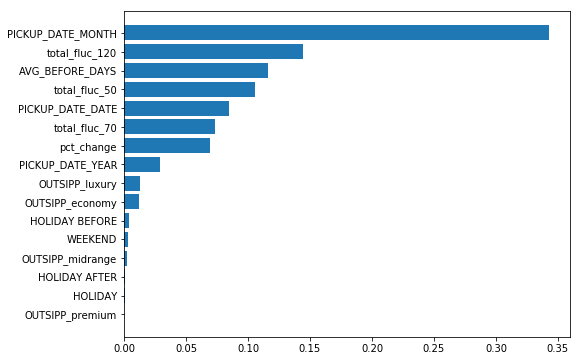 PICKUP_DATE_MONTH
total_fluc_120
AVG_BEFORE_DAYS
total_fluc_50
PICKUP_DATE_DATE
total_fluc_70
pct_change
PICKUP_DATE_YEAR
OUTSIPP_luxury
OUTSIPP_economy
HOLIDAY BEFORE
WEEKEND
OUTSIPP_midrange
HOLIDAY AFTER
HOLIDAY
OUTSIPP_premium
0.00 0.05 0.10 0.15 0.20 0.25 0.30 0.35